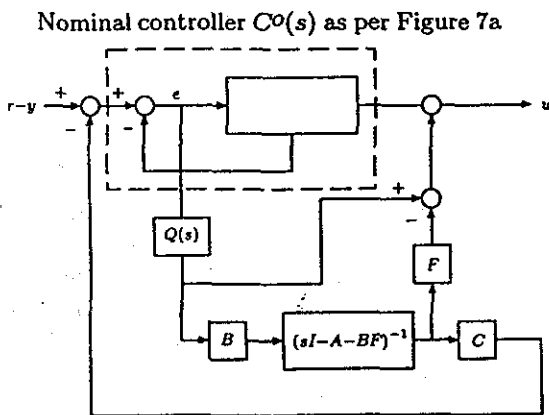 Nominal controller C^O(s) as per Figure 7a
r-y
+
-
+
-
e
u
Q(s)
+
-
F
B
(sI-A-BF)^{-1}
C